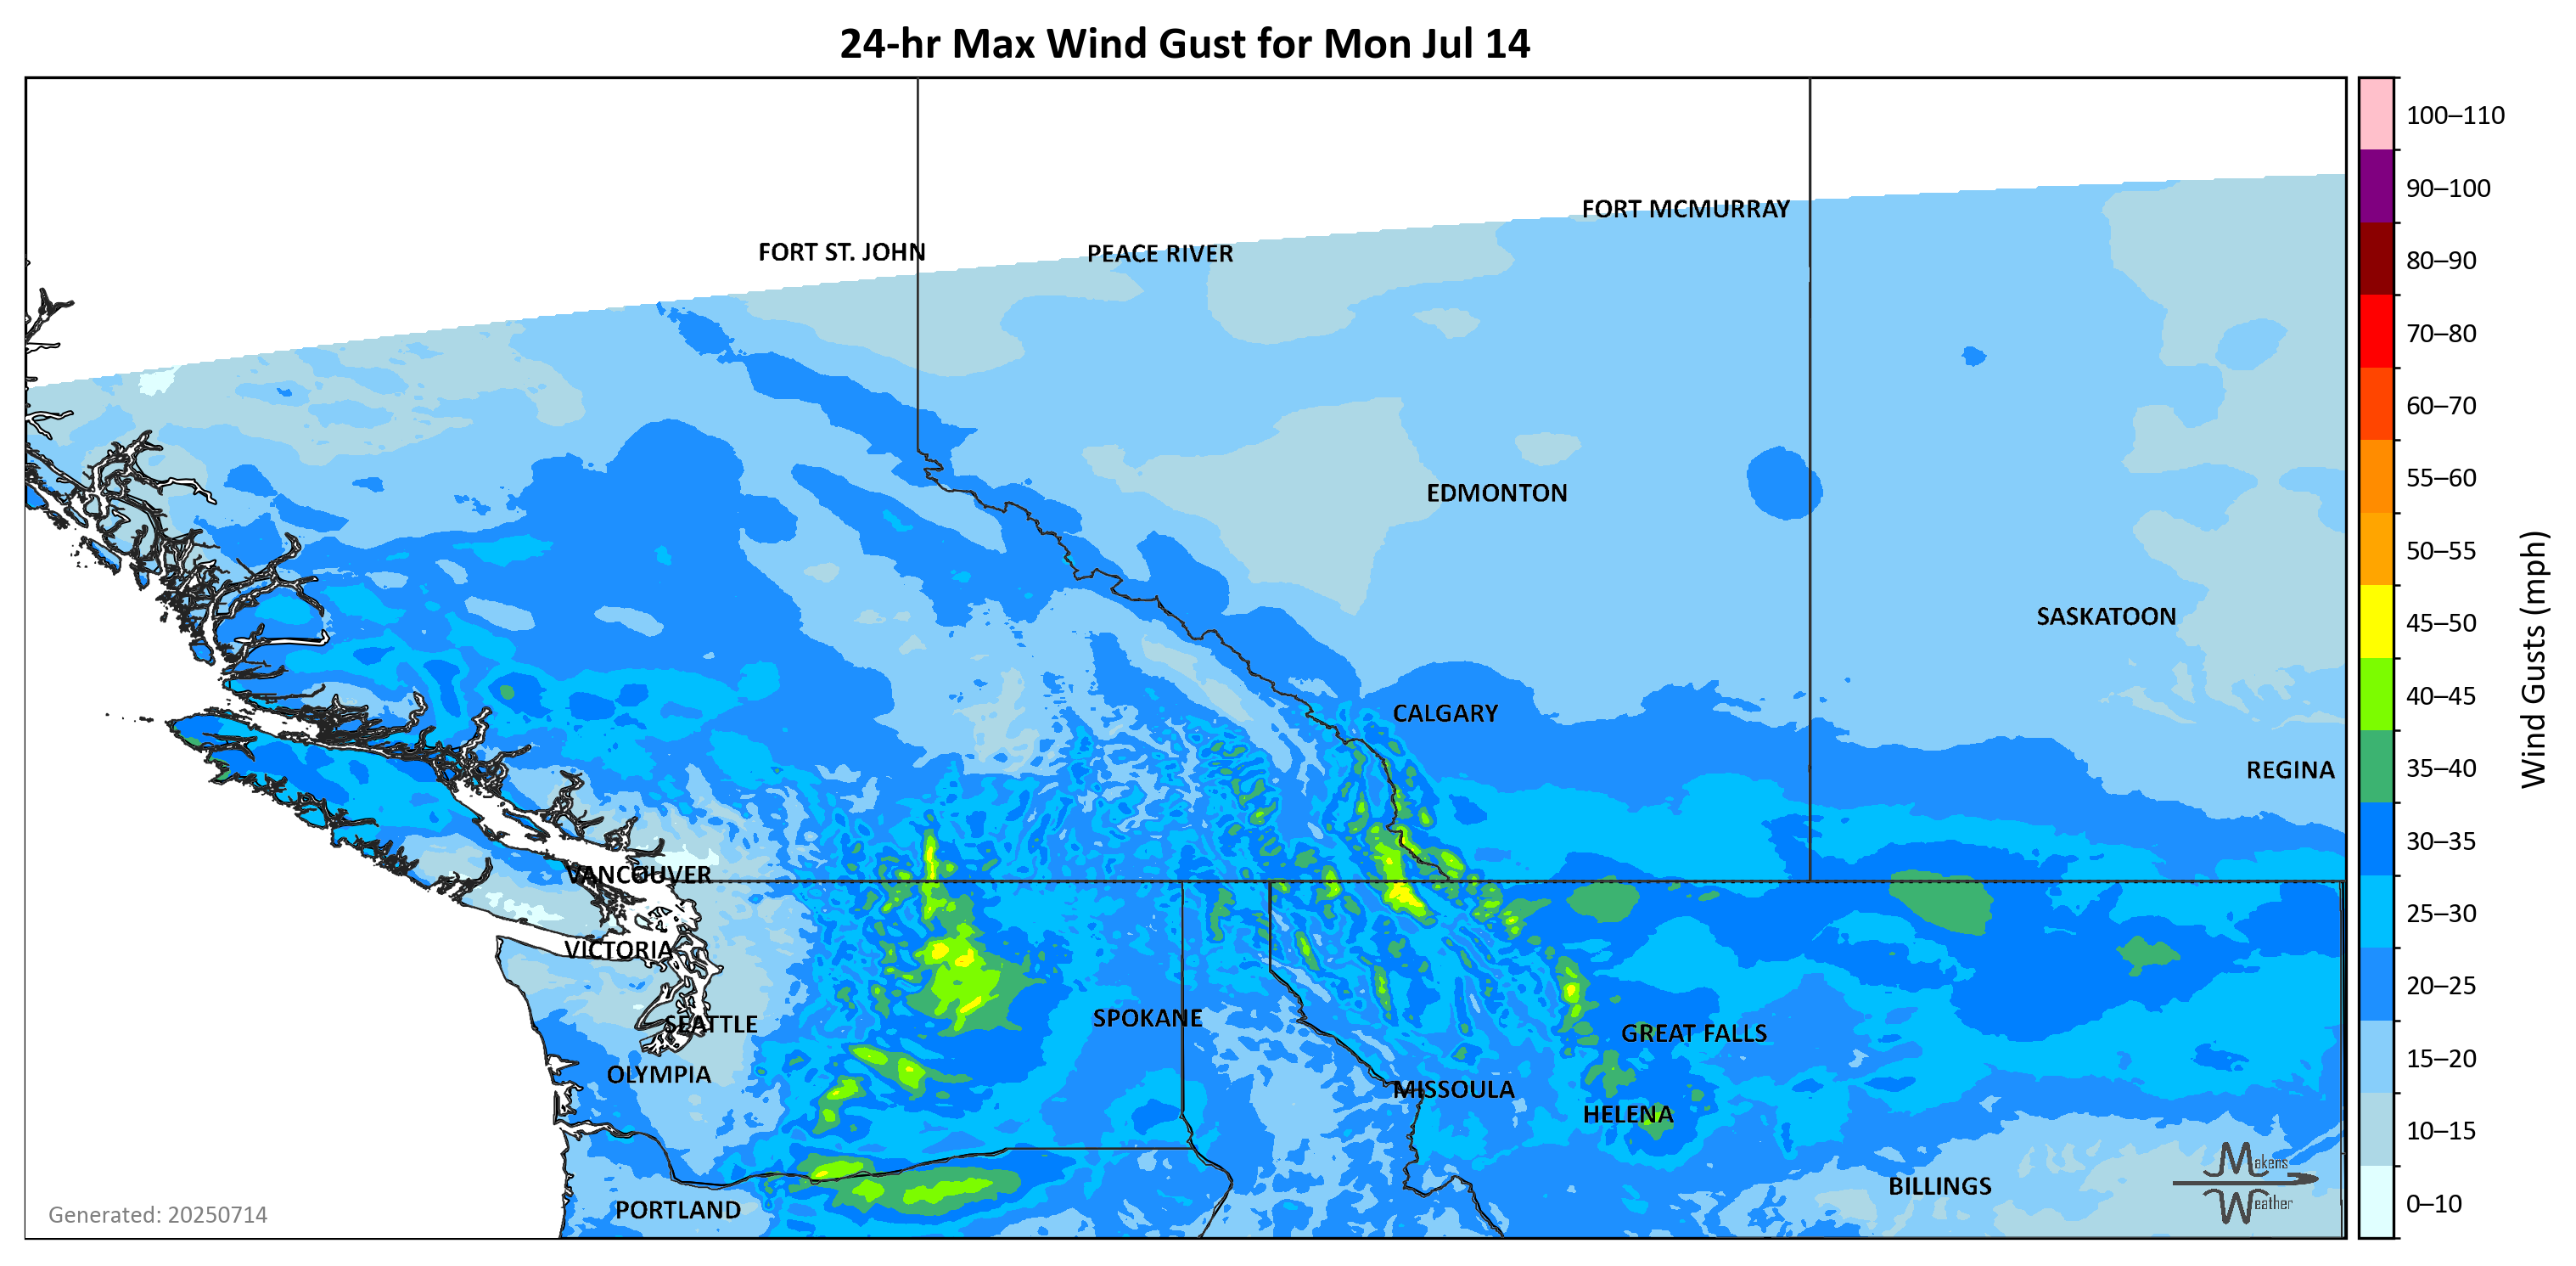 24-hr Max Wind Gust for Mon Jul 14
100–110
90–100
80–90
70–80
60–70
55–60
50–55
45–50
40–45
35–40
30–35
25–30
20–25
15–20
10–15
0–10
Wind Gusts (mph)
FORT MCMURRAY
FORT ST. JOHN
PEACE RIVER
EDMONTON
SASKATOON
CALGARY
REGINA
VANCOUVER
VICTORIA
SEATTLE
SPOKANE
GREAT FALLS
OLYMPIA
MISSOULA
HELENA
BILLINGS
PORTLAND
Makens
Weather
Generated: 20250714